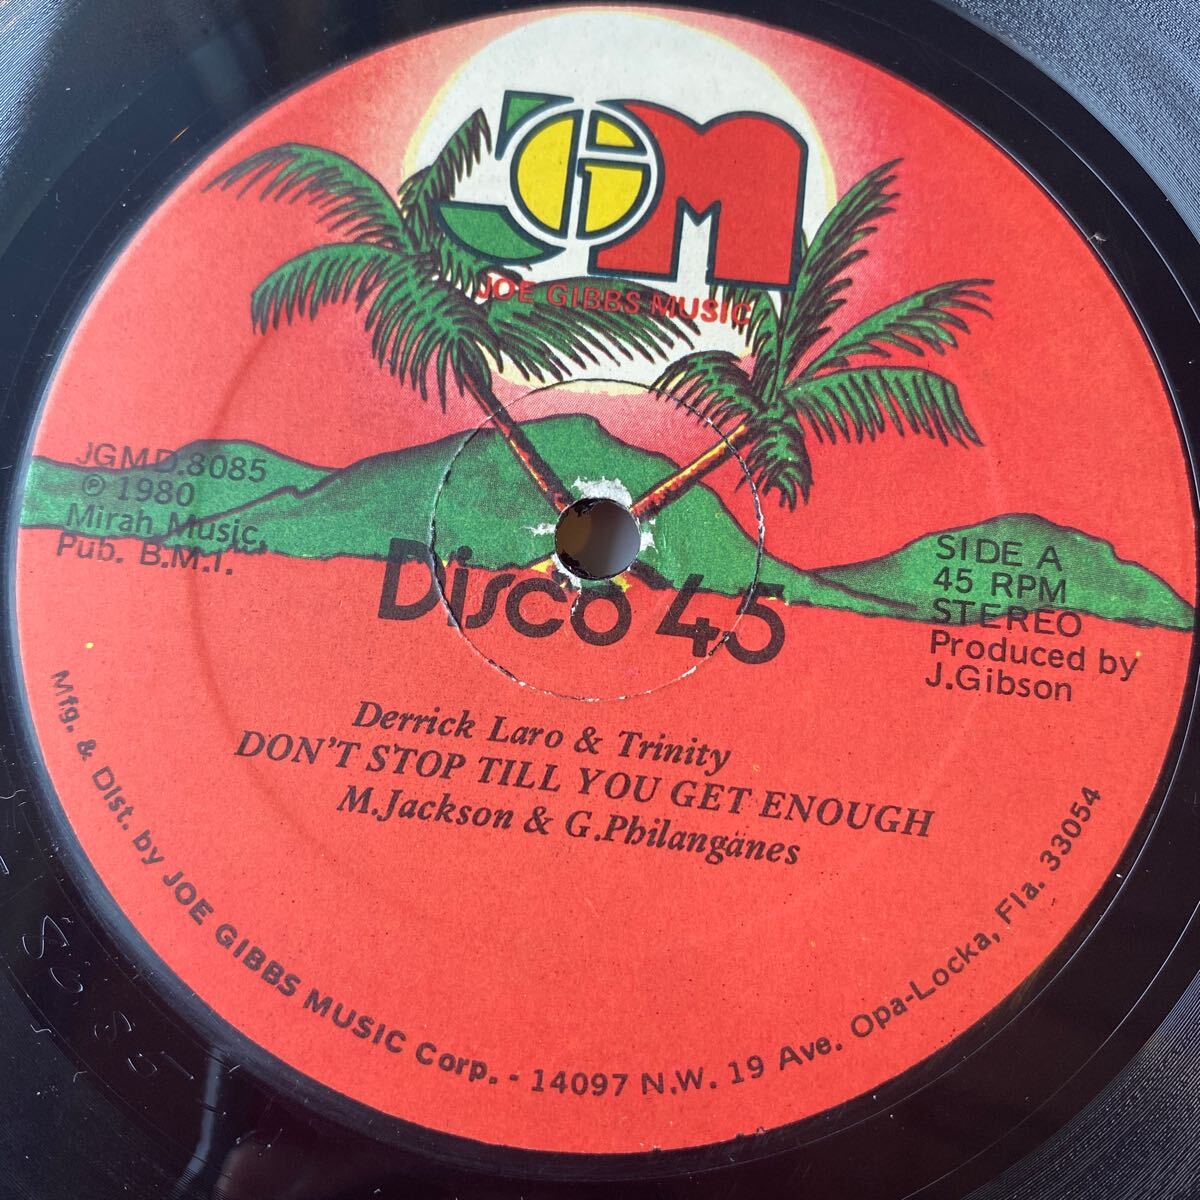 JGM
JOE GIBBS MUSIC
JGMD.8085
℗ 1980
Mirah Music,
Pub. B.M.I.
SIDE A
45 RPM
STEREO
Produced by
J.Gibson
Disco 45
Derrick Laro & Trinity
DON'T STOP TILL YOU GET ENOUGH
M.Jackson & G.Philangänes
Mfg. & Dist. by JOE GIBBS MUSIC Corp. - 14097 N.W. 19 Ave. Opa-Locka, Fla. 33054
8085